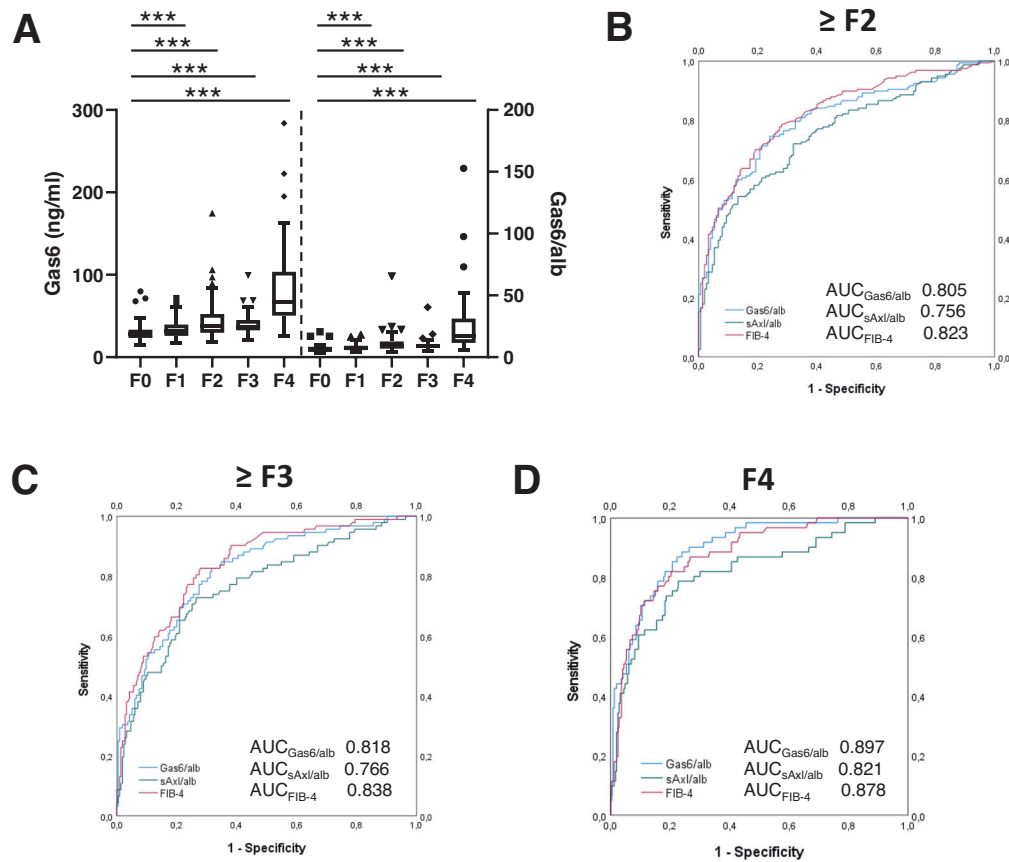 A
*** ***
*** ***
*** ***
*** ***
300 200
200 150
100
100 50
0 0
Gas6 (ng/ml)
Gas6/alb
F0 F1 F2 F3 F4 F0 F1 F2 F3 F4
B
≥ F2
0,0 0,2 0,4 0,6 0,8 1,0
1,0 1,0
0,8 0,8
0,6 0,6
0,4 0,4
0,2 0,2
0,0 0,0
Sensitivity
Gas6/alb
sAxl/alb
FIB-4
AUCGas6/alb 0.805
AUCsAxl/alb 0.756
AUCFIB-4 0.823
0,0 0,2 0,4 0,6 0,8 1,0
1 - Specificity
C
≥ F3
0,0 0,2 0,4 0,6 0,8 1,0
1,0 1,0
0,8 0,8
0,6 0,6
0,4 0,4
0,2 0,2
0,0 0,0
Sensitivity
Gas6/alb
sAxl/alb
FIB-4
AUCGas6/alb 0.818
AUCsAxl/alb 0.766
AUCFIB-4 0.838
0,0 0,2 0,4 0,6 0,8 1,0
1 - Specificity
D
F4
0,0 0,2 0,4 0,6 0,8 1,0
1,0 1,0
0,8 0,8
0,6 0,6
0,4 0,4
0,2 0,2
0,0 0,0
Sensitivity
Gas6/alb
sAxl/alb
FIB-4
AUCGas6/alb 0.897
AUCsAxl/alb 0.821
AUCFIB-4 0.878
0,0 0,2 0,4 0,6 0,8 1,0
1 - Specificity